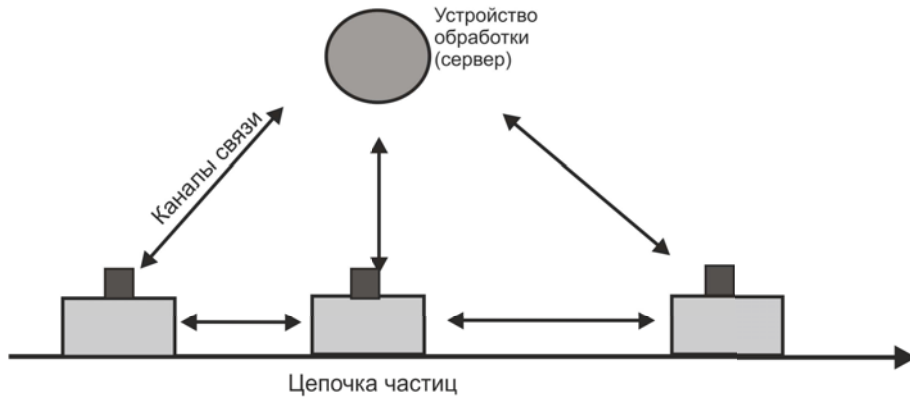 Устройство
обработки
(сервер)
Каналы связи
Цепочка частиц